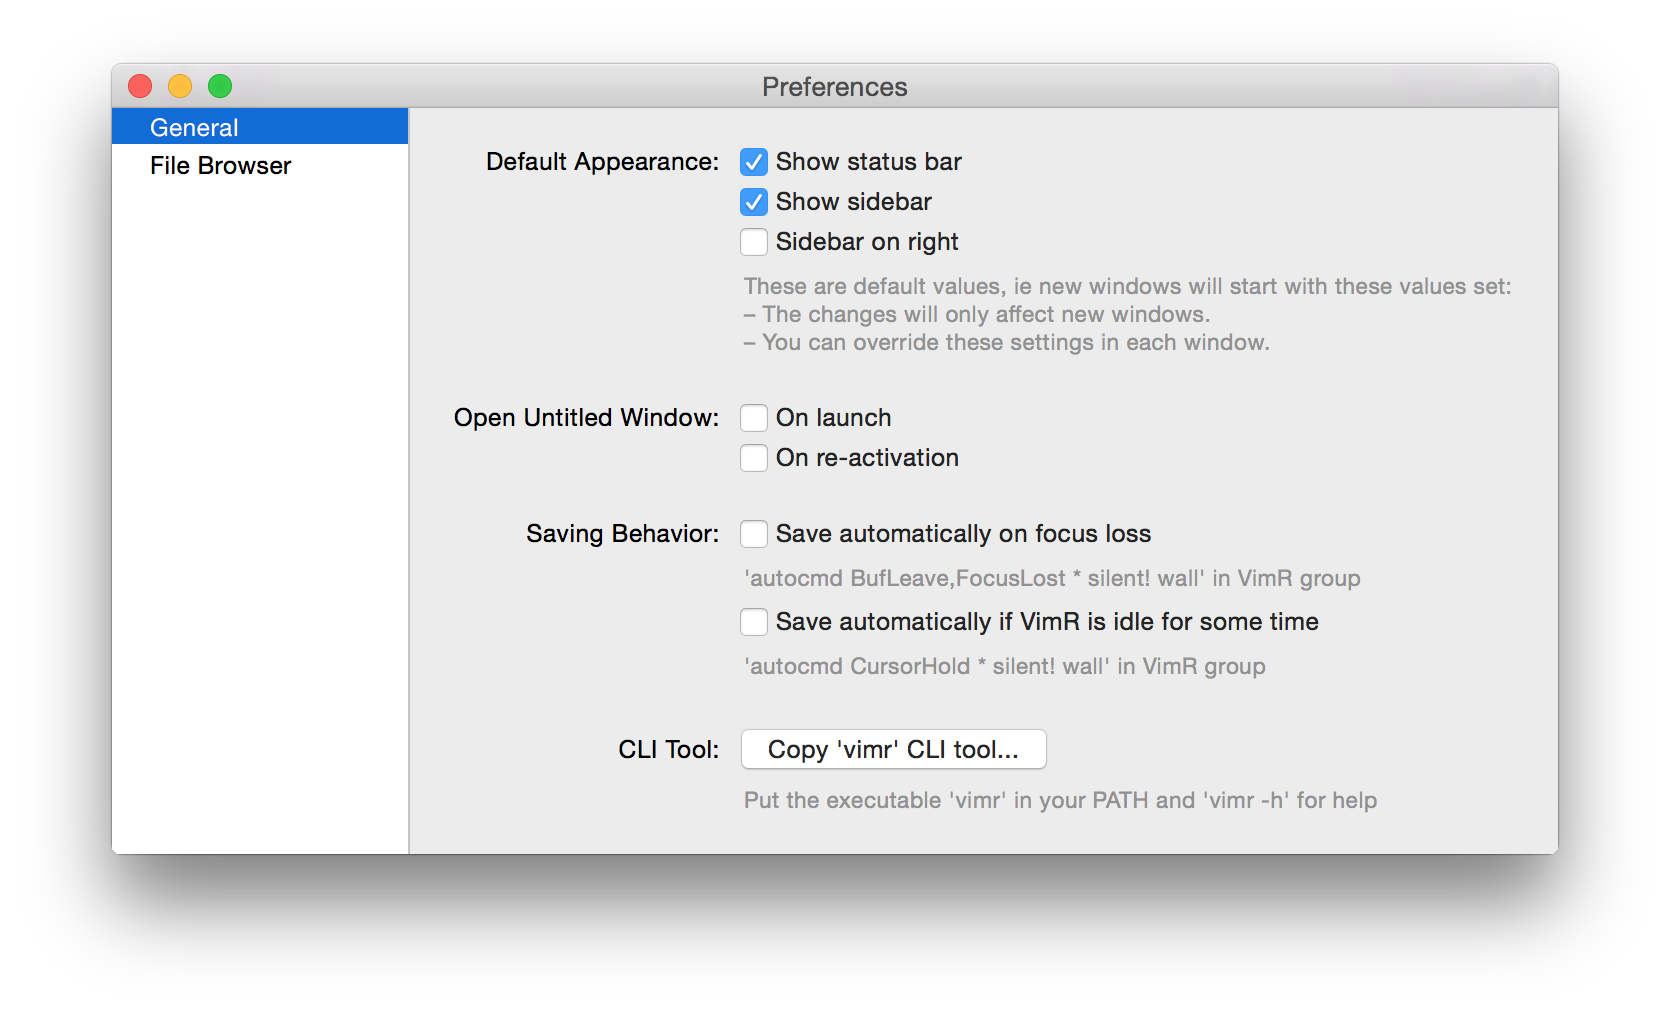 Preferences
General
File Browser
Default Appearance: Show status bar
Show sidebar
Sidebar on right
These are default values, ie new windows will start with these values set:
– The changes will only affect new windows.
– You can override these settings in each window.
Open Untitled Window: On launch
On re-activation
Saving Behavior: Save automatically on focus loss
'autocmd BufLeave,FocusLost * silent! wall' in VimR group
Save automatically if VimR is idle for some time
'autocmd CursorHold * silent! wall' in VimR group
CLI Tool: Copy 'vimr' CLI tool...
Put the executable 'vimr' in your PATH and 'vimr -h' for help